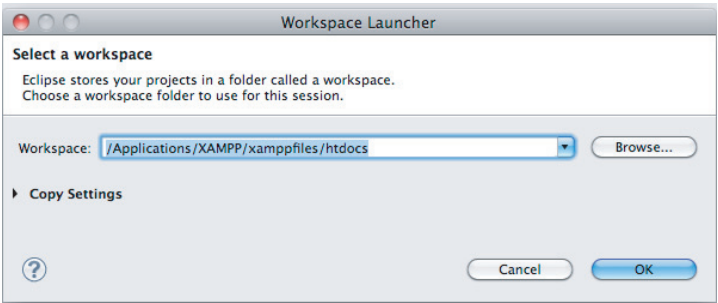 Workspace Launcher
Select a workspace
Eclipse stores your projects in a folder called a workspace.
Choose a workspace folder to use for this session.
Workspace: /Applications/XAMPP/xamppfiles/htdocs Browse...
Copy Settings
? Cancel OK